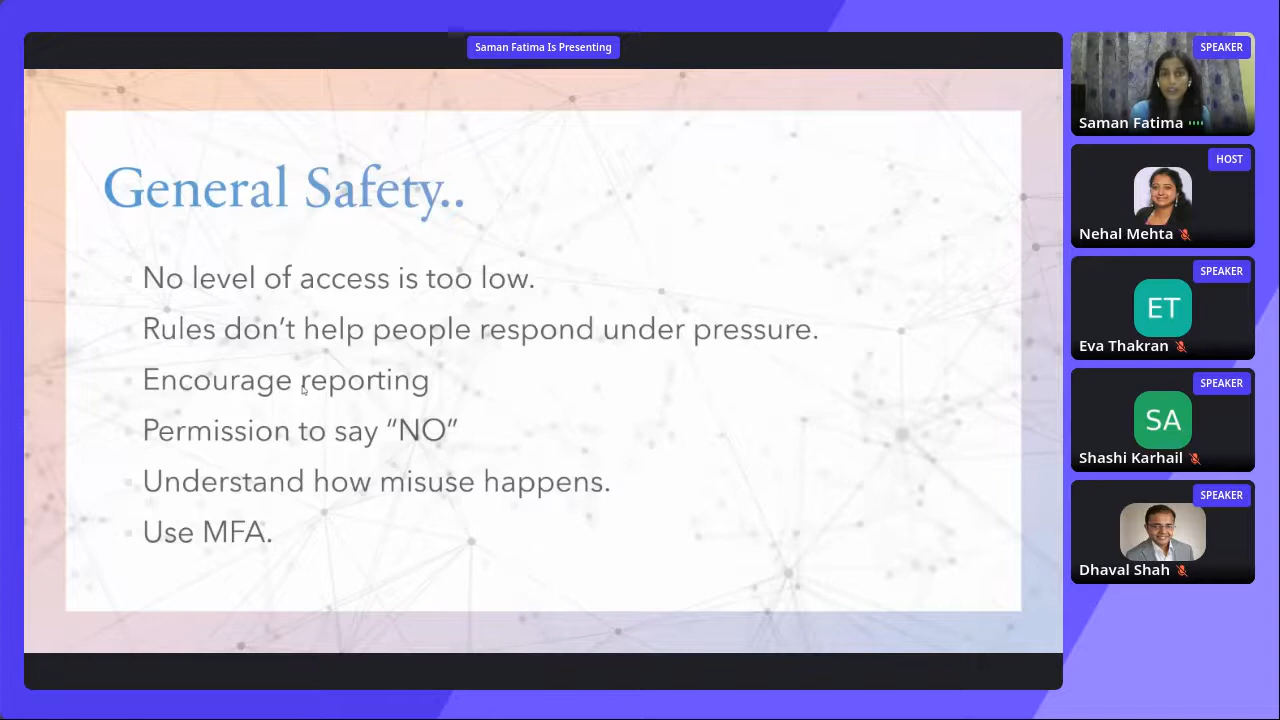 Saman Fatima Is Presenting
General Safety..
No level of access is too low.
Rules don’t help people respond under pressure.
Encourage reporting
Permission to say “NO”
Understand how misuse happens.
Use MFA.
SPEAKER
Saman Fatima
HOST
Nehal Mehta
SPEAKER
ET
Eva Thakran
SPEAKER
SA
Shashi Karhail
SPEAKER
Dhaval Shah